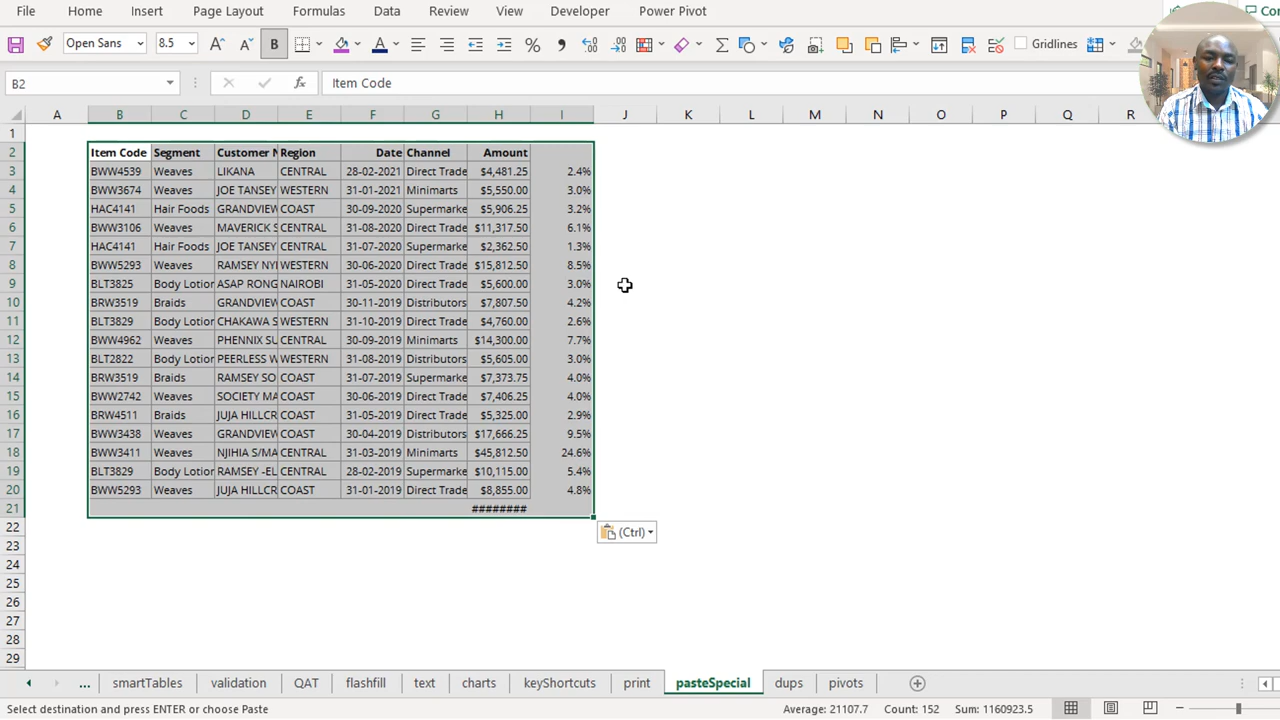 File Home Insert Page Layout Formulas Data Review View Developer Power Pivot
Open Sans 8.5 B A % Gridlines
B2 fx Item Code
A B C D E F G H I J K L M N O P Q R
1
2 Item Code Segment Customer N Region Date Channel Amount
3 BWW4539 Weaves LIKANA CENTRAL 28-02-2021 Direct Trade $4,481.25 2.4%
4 BWW3674 Weaves JOE TANSEY WESTERN 31-01-2021 Minimarts $5,550.00 3.0%
5 HAC4141 Hair Foods GRANDVIEW COAST 30-09-2020 Supermarke $5,906.25 3.2%
6 BWW3106 Weaves MAVERICK S CENTRAL 31-08-2020 Direct Trade $11,317.50 6.1%
7 HAC4141 Hair Foods JOE TANSEY CENTRAL 31-07-2020 Supermarke $2,362.50 1.3%
8 BWW5293 Weaves RAMSEY NY WESTERN 30-06-2020 Direct Trade $15,812.50 8.5%
9 BLT3825 Body Lotion ASAP RONG NAIROBI 31-05-2020 Direct Trade $5,600.00 3.0%
10 BRW3519 Braids GRANDVIEW COAST 30-11-2019 Distributors $7,807.50 4.2%
11 BLT3829 Body Lotion CHAKAWA S WESTERN 31-10-2019 Direct Trade $4,760.00 2.6%
12 BWW4962 Weaves PHENNIX SU CENTRAL 30-09-2019 Minimarts $14,300.00 7.7%
13 BLT2822 Body Lotion PEERLESS W WESTERN 31-08-2019 Distributors $5,605.00 3.0%
14 BRW3519 Braids RAMSEY SO COAST 31-07-2019 Supermarke $7,373.75 4.0%
15 BWW2742 Weaves SOCIETY MA COAST 30-06-2019 Direct Trade $7,406.25 4.0%
16 BRW4511 Braids JUJA HILLCR COAST 31-05-2019 Direct Trade $5,325.00 2.9%
17 BWW3438 Weaves GRANDVIEW COAST 30-04-2019 Distributors $17,666.25 9.5%
18 BWW3411 Weaves NJIHIA S/MA CENTRAL 31-03-2019 Minimarts $45,812.50 24.6%
19 BLT3829 Body Lotion RAMSEY -EL CENTRAL 28-02-2019 Supermarke $10,115.00 5.4%
20 BWW5293 Weaves JUJA HILLCR COAST 31-01-2019 Direct Trade $8,855.00 4.8%
21 ########
22 (Ctrl)
23
24
25
26
27
28
29
... smartTables validation QAT flashfill text charts keyShortcuts print pasteSpecial dups pivots
Select destination and press ENTER or choose Paste Average: 21107.7 Count: 152 Sum: 1160923.5